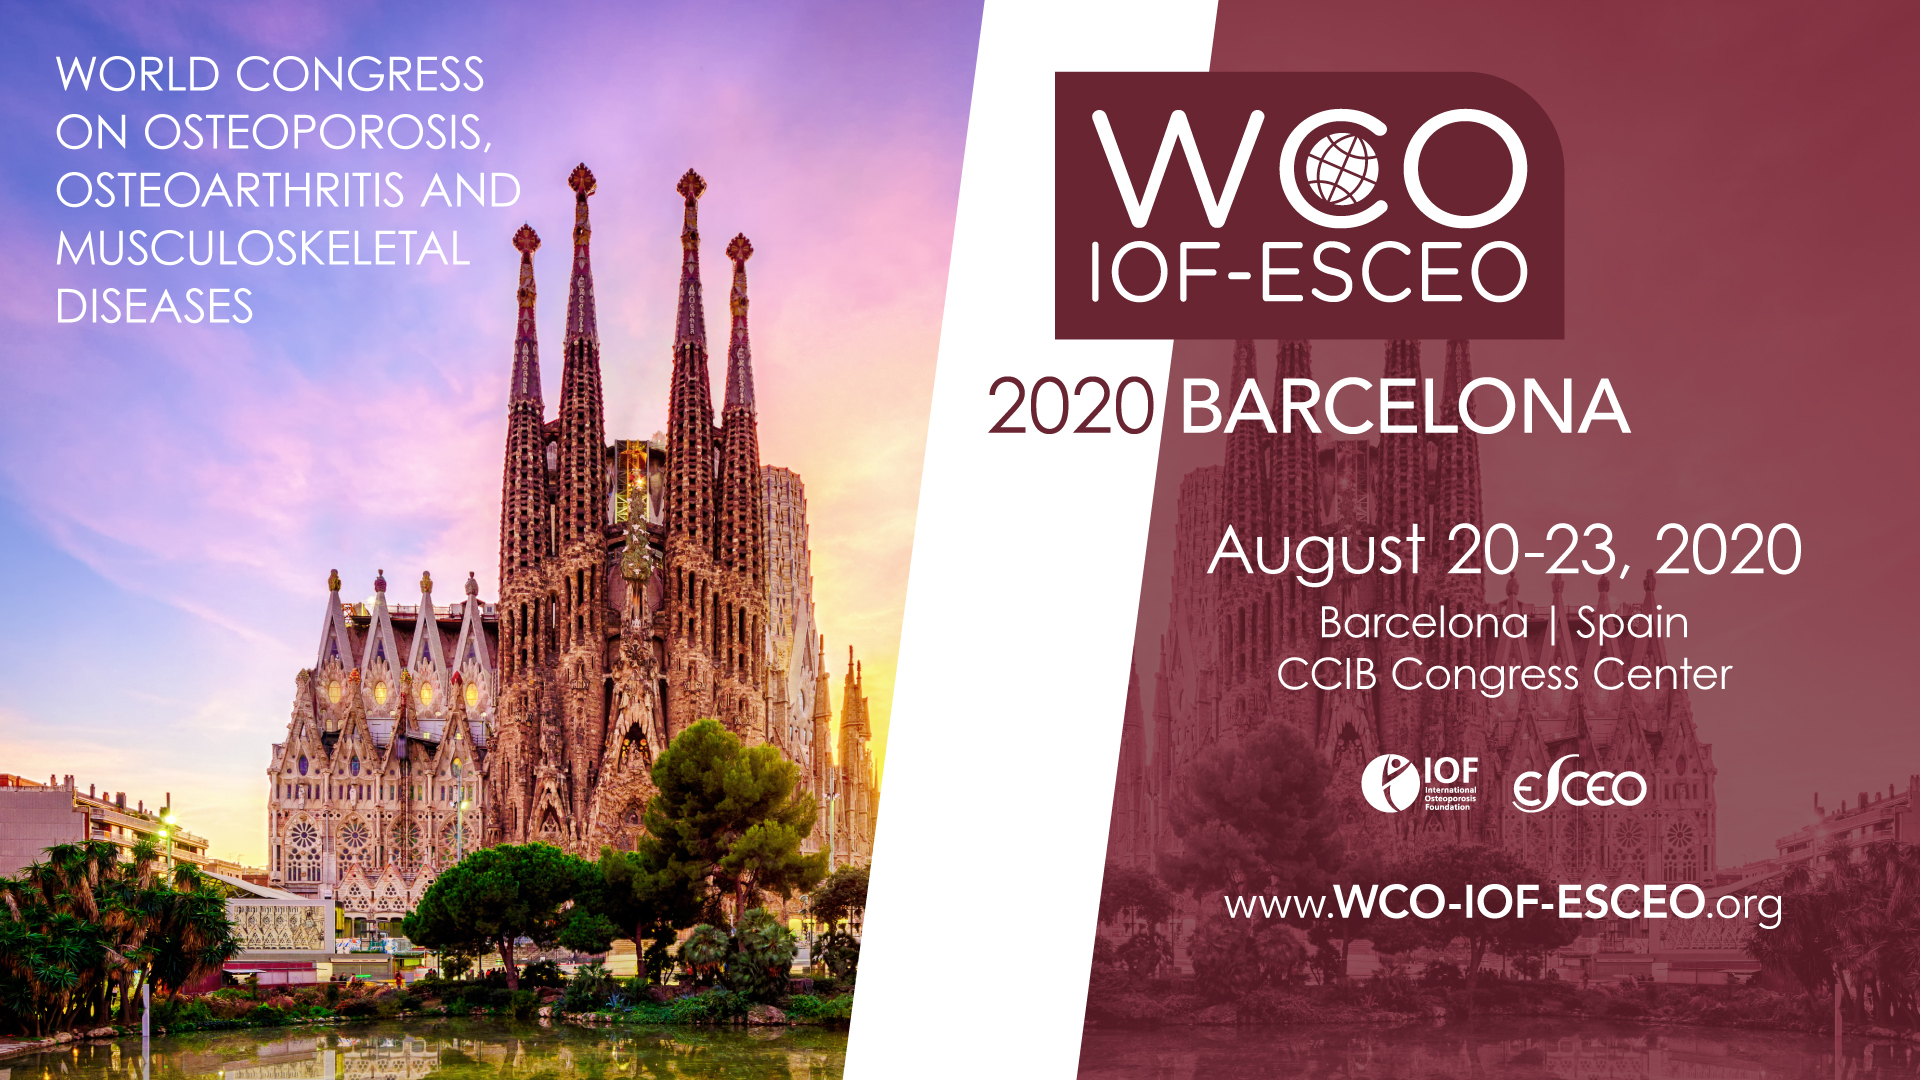 WORLD CONGRESS
ON OSTEOPOROSIS,
OSTEOARTHRITIS AND
MUSCULOSKELETAL
DISEASES
WCO
IOF-ESCEO
2020 BARCELONA
August 20-23, 2020
Barcelona | Spain
CCIB Congress Center
IOF
International
Osteoporosis
Foundation
ESCEO
www.WCO-IOF-ESCEO.org